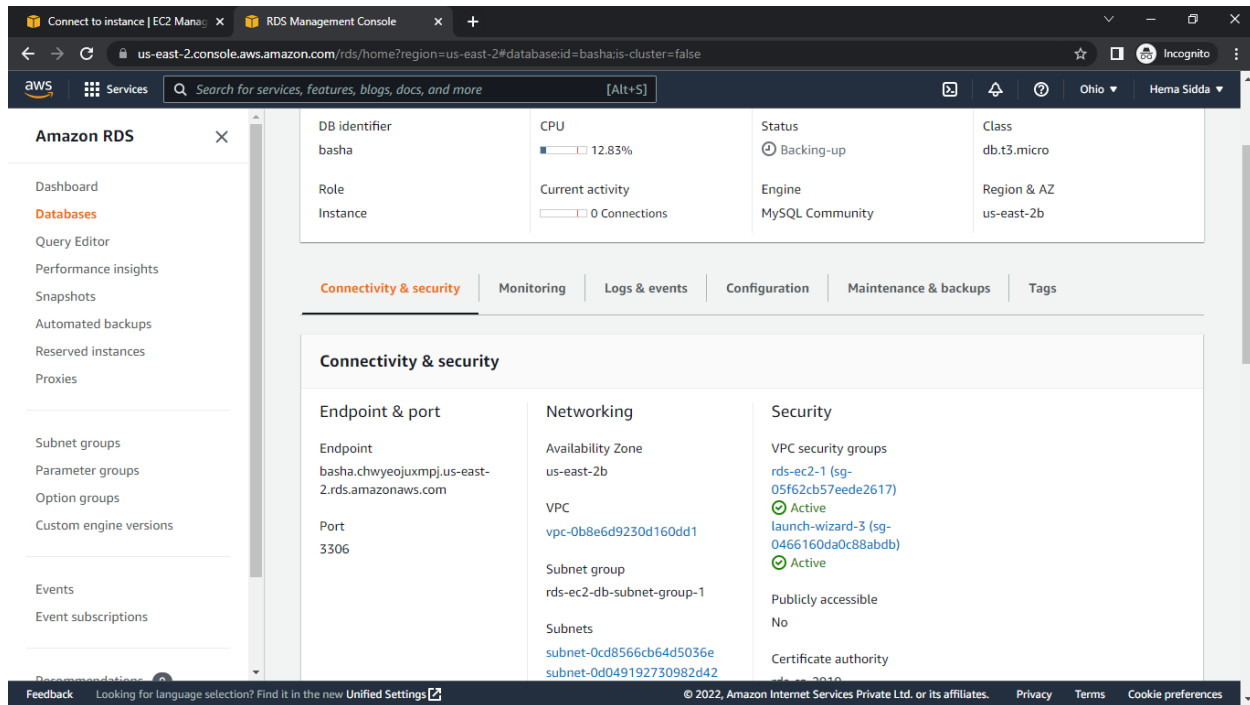 Connect to instance | EC2 Manag
RDS Management Console
us-east-2.console.aws.amazon.com/rds/home?region=us-east-2#database:id=basha;is-cluster=false
Incognito
aws
Services
Search for services, features, blogs, docs, and more
[Alt+S]
Ohio
Hema Sidda
Amazon RDS
Dashboard
Databases
Query Editor
Performance insights
Snapshots
Automated backups
Reserved instances
Proxies
Subnet groups
Parameter groups
Option groups
Custom engine versions
Events
Event subscriptions
Recommendations
DB identifier
basha
CPU
12.83%
Status
Backing-up
Class
db.t3.micro
Role
Instance
Current activity
0 Connections
Engine
MySQL Community
Region & AZ
us-east-2b
Connectivity & security
Monitoring
Logs & events
Configuration
Maintenance & backups
Tags
Connectivity & security
Endpoint & port
Endpoint
basha.chwyeojuxmpj.us-east-
2.rds.amazonaws.com
Port
3306
Networking
Availability Zone
us-east-2b
VPC
vpc-0b8e6d9230d160dd1
Subnet group
rds-ec2-db-subnet-group-1
Subnets
subnet-0cd8566cb64d5036e
subnet-0d049192730982d42
Security
VPC security groups
rds-ec2-1 (sg-
05f62cb57eede2617)
Active
launch-wizard-3 (sg-
0466160da0c88abdb)
Active
Publicly accessible
No
Certificate authority
rds-ca-2019
Feedback
Looking for language selection? Find it in the new Unified Settings
© 2022, Amazon Internet Services Private Ltd. or its affiliates.
Privacy
Terms
Cookie preferences